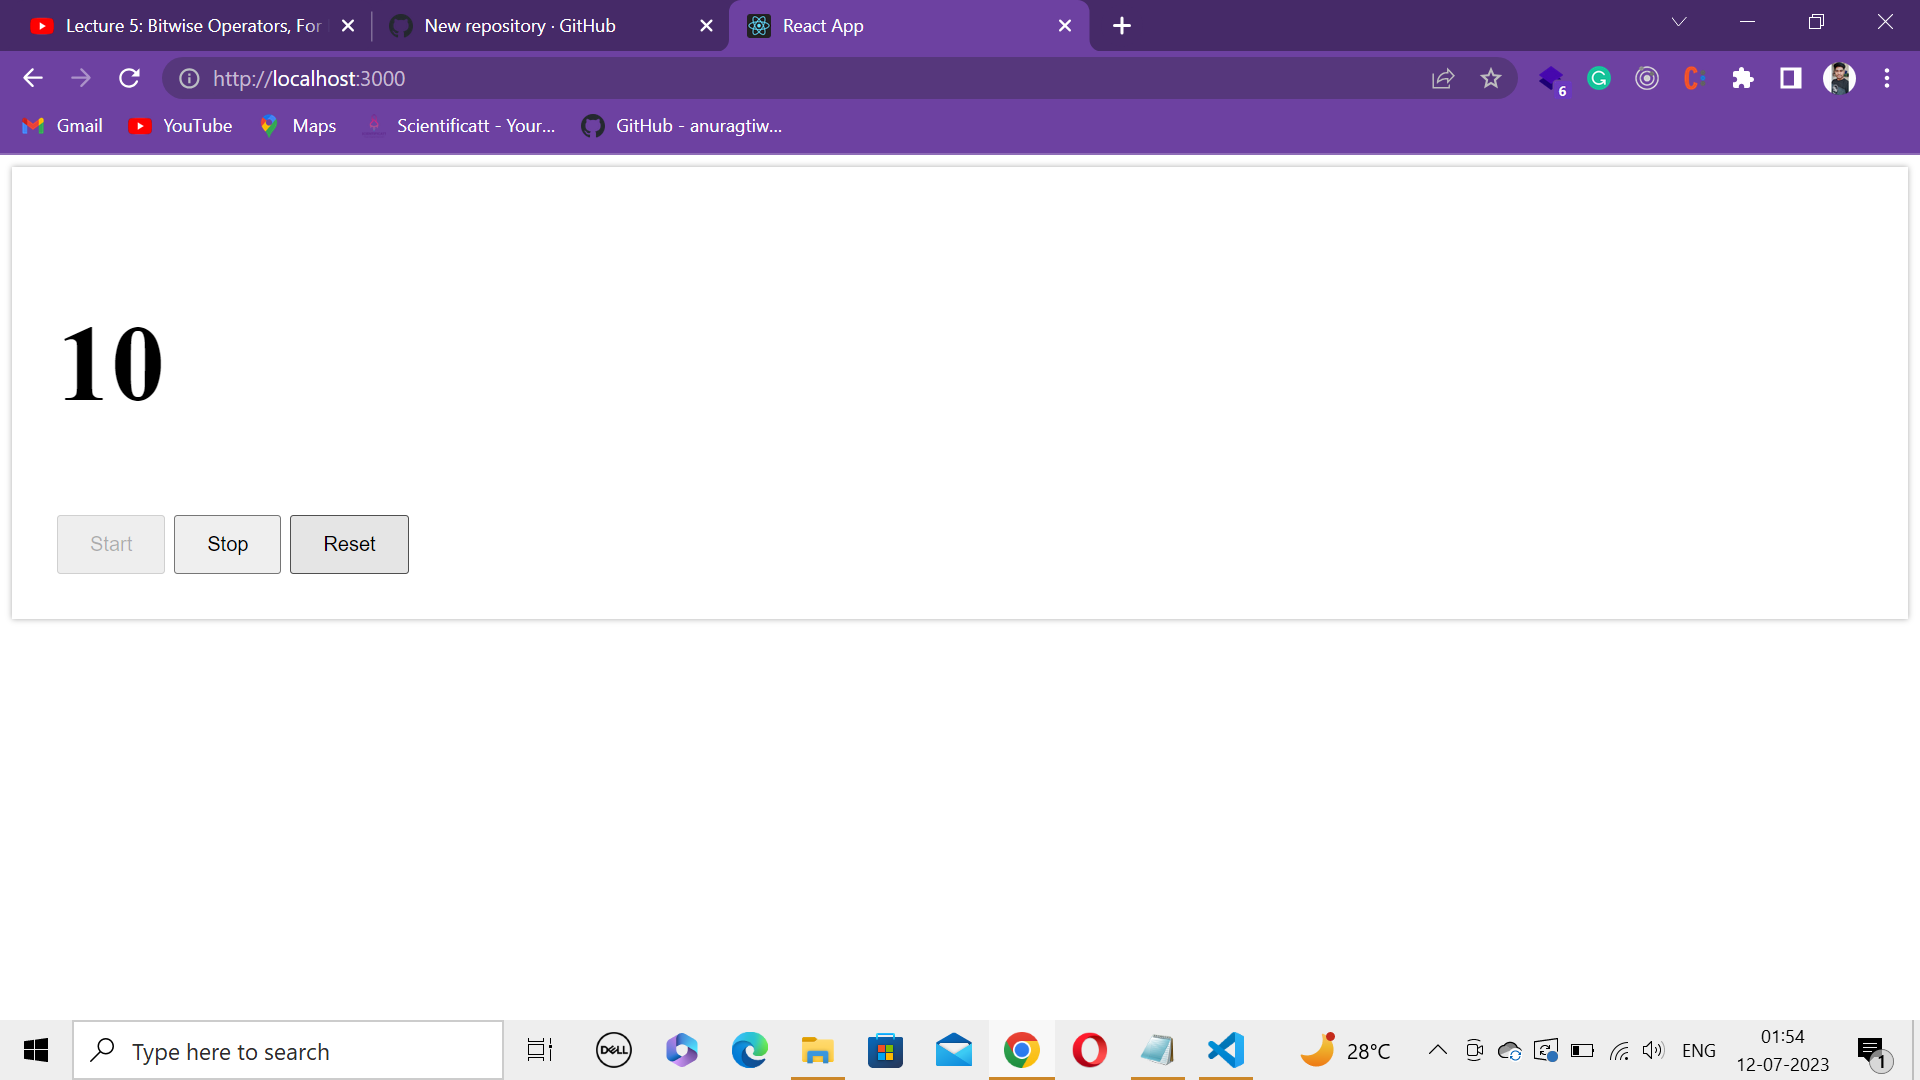 Lecture 5: Bitwise Operators, For
New repository · GitHub
React App
http://localhost:3000
6
Gmail
YouTube
Maps
Scientificatt - Your...
GitHub - anuragtiw...
10
Start
Stop
Reset
Type here to search
DELL
28°C
ENG
01:54
12-07-2023
1